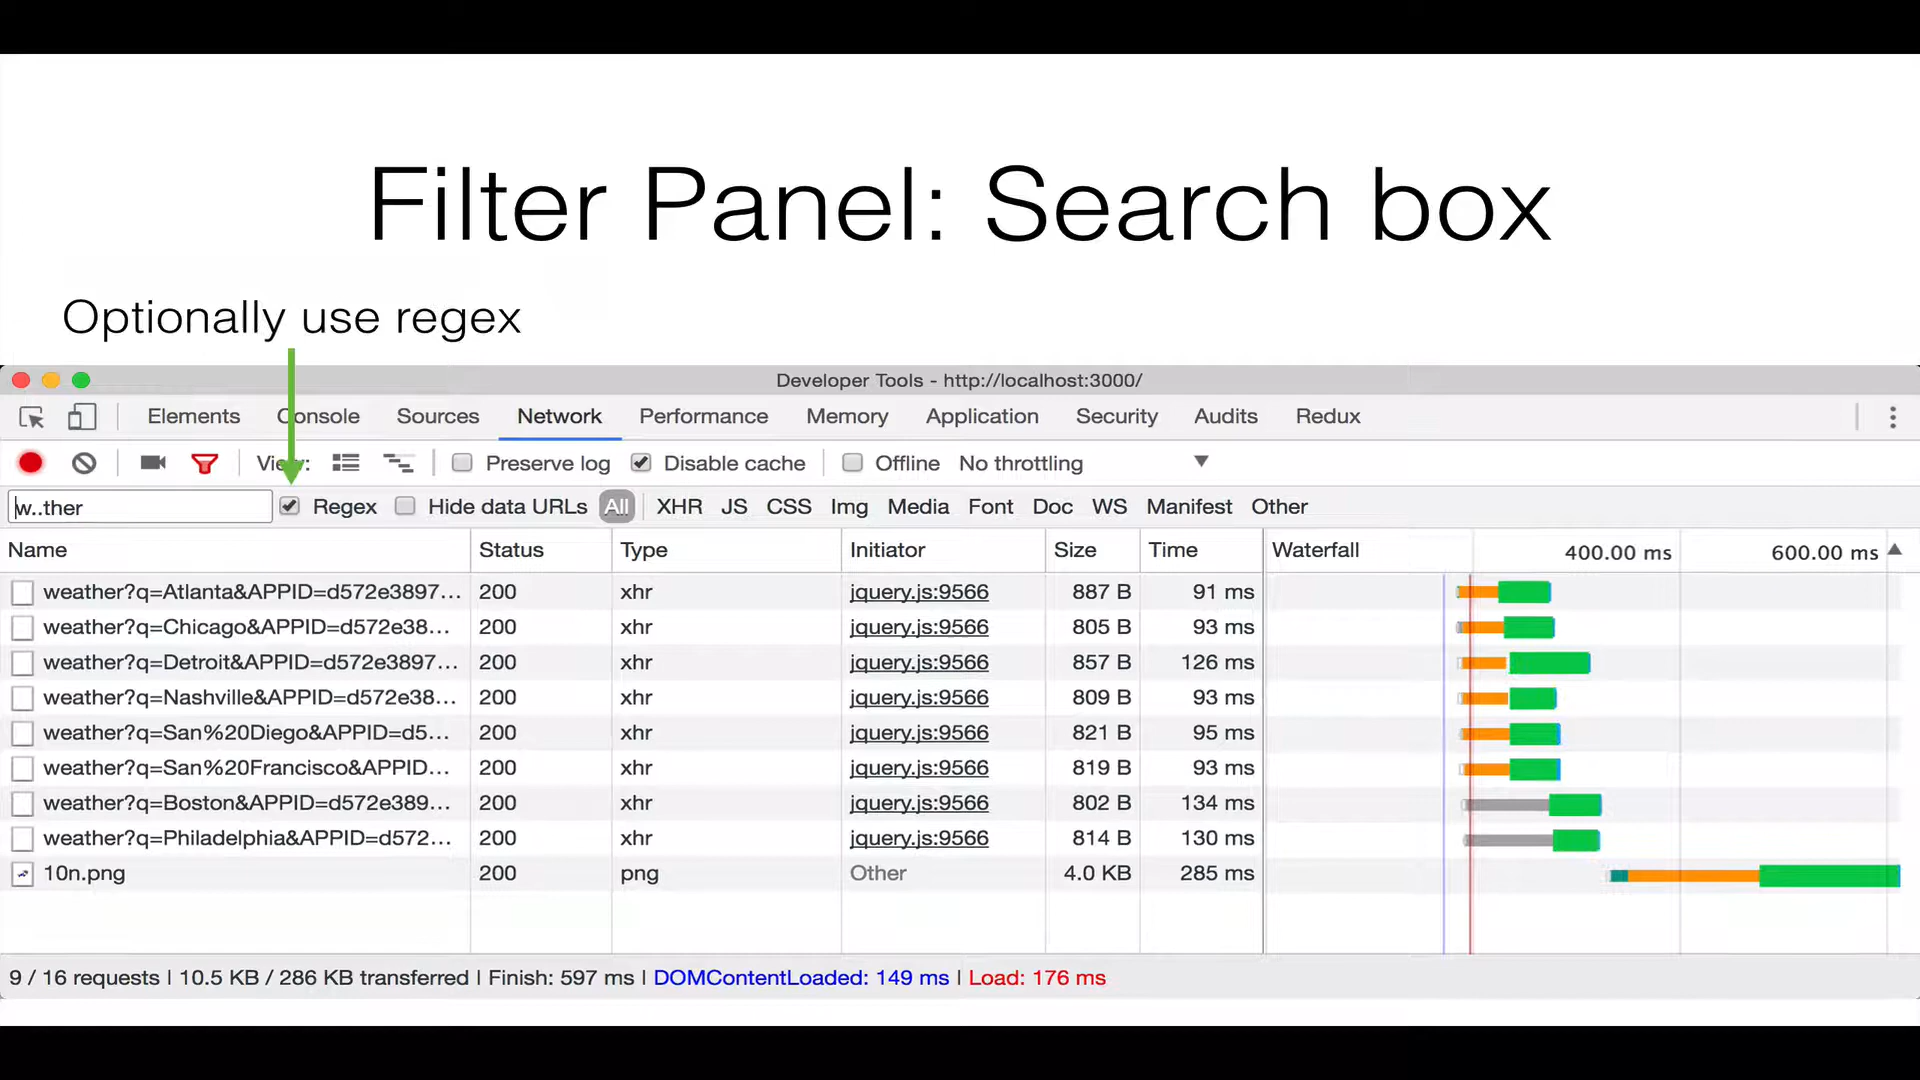 Filter Panel: Search box
Optionally use regex
Developer Tools - http://localhost:3000/
Elements Console Sources Network Performance Memory Application Security Audits Redux
View: Preserve log Disable cache Offline No throttling
w..ther Regex Hide data URLs All XHR JS CSS Img Media Font Doc WS Manifest Other
Name Status Type Initiator Size Time Waterfall 400.00 ms 600.00 ms
weather?q=Atlanta&APPID=d572e3897... 200 xhr jquery.js:9566 887 B 91 ms
weather?q=Chicago&APPID=d572e38... 200 xhr jquery.js:9566 805 B 93 ms
weather?q=Detroit&APPID=d572e3897... 200 xhr jquery.js:9566 857 B 126 ms
weather?q=Nashville&APPID=d572e38... 200 xhr jquery.js:9566 809 B 93 ms
weather?q=San%20Diego&APPID=d5... 200 xhr jquery.js:9566 821 B 95 ms
weather?q=San%20Francisco&APPID... 200 xhr jquery.js:9566 819 B 93 ms
weather?q=Boston&APPID=d572e389... 200 xhr jquery.js:9566 802 B 134 ms
weather?q=Philadelphia&APPID=d572... 200 xhr jquery.js:9566 814 B 130 ms
10n.png 200 png Other 4.0 KB 285 ms
9 / 16 requests | 10.5 KB / 286 KB transferred | Finish: 597 ms | DOMContentLoaded: 149 ms | Load: 176 ms